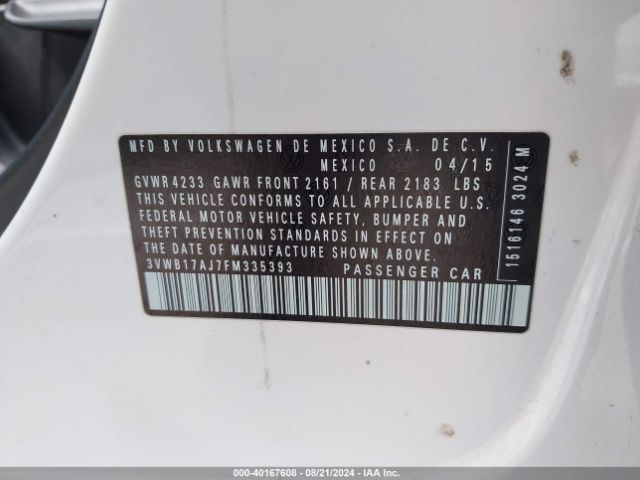 MFD BY VOLKSWAGEN DE MEXICO S.A. DE C.V.
MEXICO 04/15
GVWR 4233 GAWR FRONT 2161 / REAR 2183 LBS
THIS VEHICLE CONFORMS TO ALL APPLICABLE U.S.
FEDERAL MOTOR VEHICLE SAFETY, BUMPER AND
THEFT PREVENTION STANDARDS IN EFFECT ON
THE DATE OF MANUFACTURE SHOWN ABOVE.
3VWB17AJ7FM335393 PASSENGER CAR
1516146 3024 M
000-40167608 - 08/21/2024 - IAA Inc.